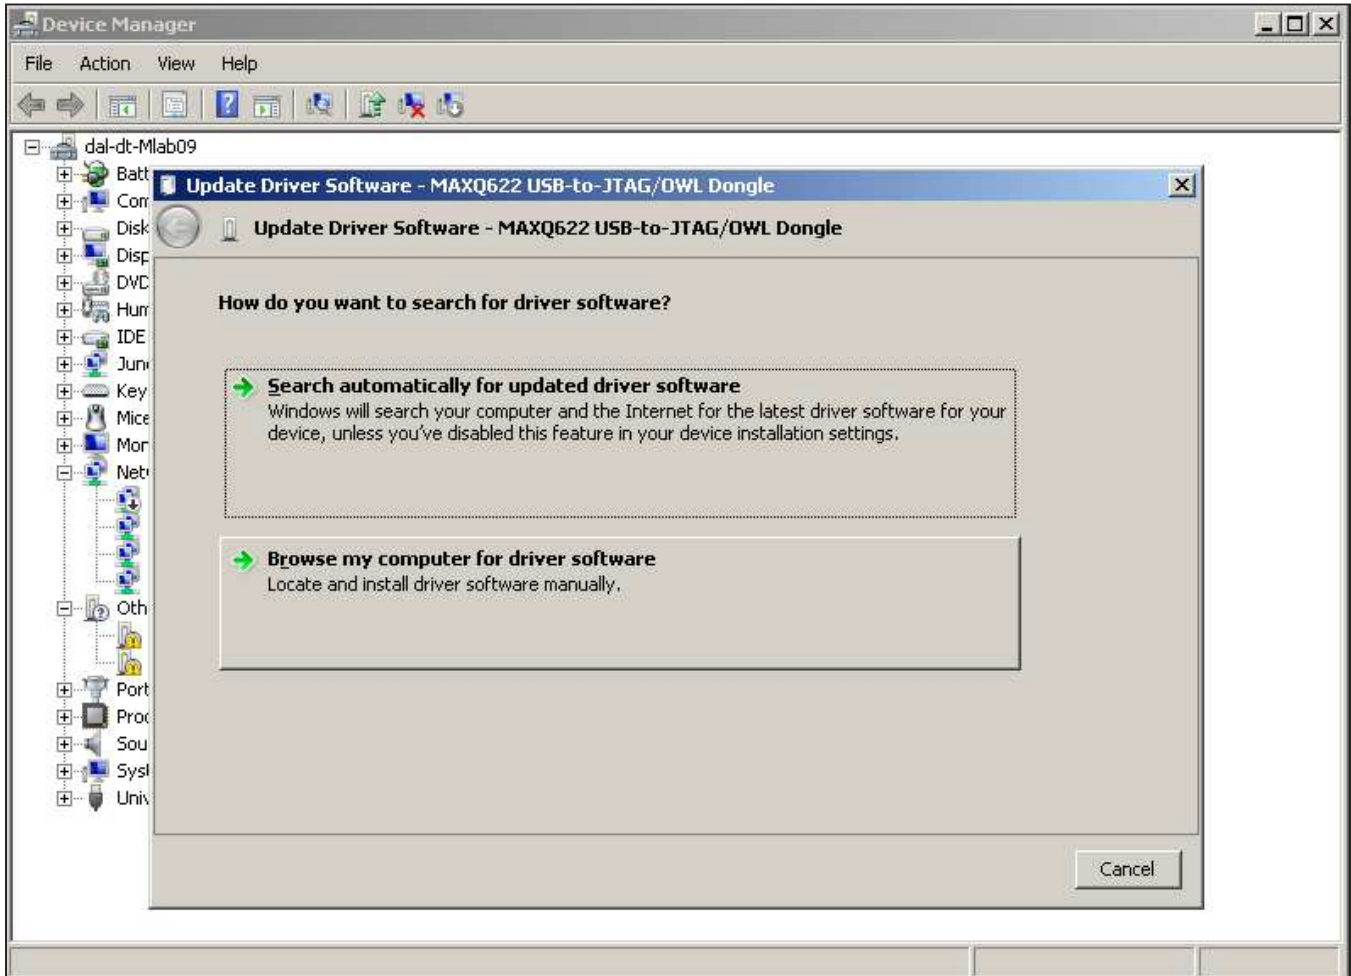 Device Manager
File Action View Help
dal-dt-Mlab09
Batt
Com
Disk
Disp
DVD
Hum
IDE
Key
Mice
Mon
Oth
Port
Proc
Sou
Syst
Univ
Update Driver Software - MAXQ622 USB-to-JTAG/OWL Dongle
Update Driver Software - MAXQ622 USB-to-JTAG/OWL Dongle
How do you want to search for driver software?
Search automatically for updated driver software
Windows will search your computer and the Internet for the latest driver software for your
device, unless you've disabled this feature in your device installation settings.
Browse my computer for driver software
Locate and install driver software manually.
Cancel